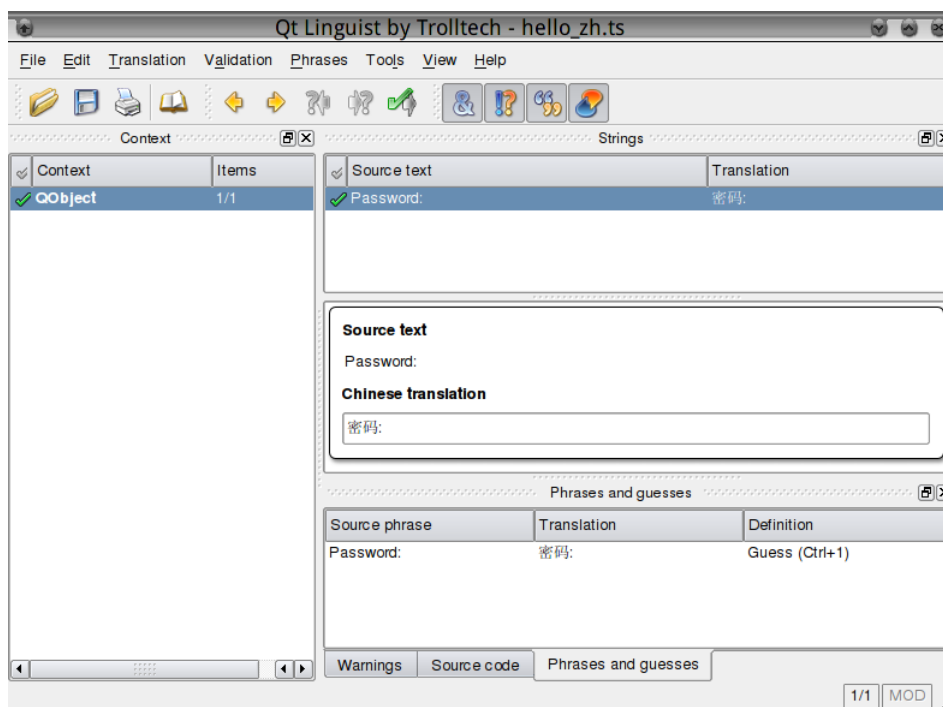 Qt Linguist by Trolltech - hello_zh.ts
File Edit Translation Validation Phrases Tools View Help
Context
Strings
Context Items
Source text Translation
QObject 1/1
Password: 密码:
Source text
Password:
Chinese translation
密码:
Phrases and guesses
Source phrase Translation Definition
Password: 密码: Guess (Ctrl+1)
Warnings Source code Phrases and guesses
1/1 MOD